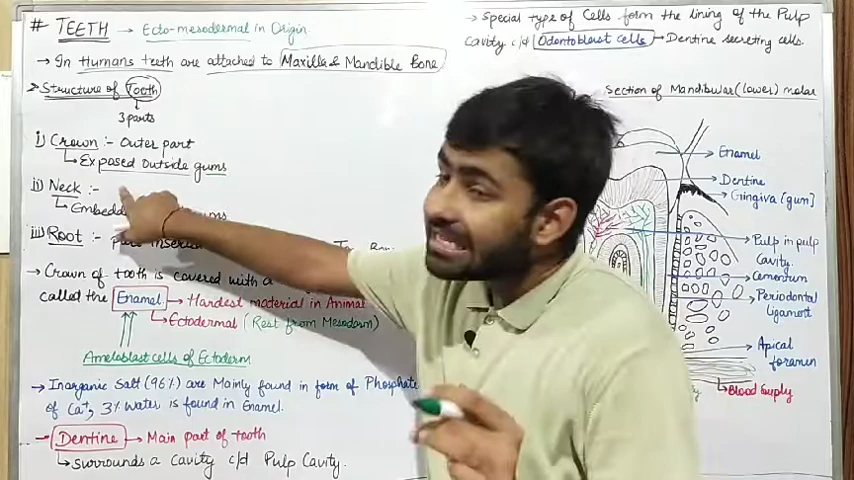 # TEETH → Ecto-mesodermal in Origin
→ In Humans teeth are attached to Maxilla & Mandible Bone
→ Structure of Tooth
3 parts
i) Crown :- Outer part
Exposed outside gums
ii) Neck :-
Embedd
iii) Root :-
→ Crown of tooth is covered with a
called the Enamel → Hardest material in Animal
Ectodermal (Rest from Mesoderm)
Ameloblast cells of Ectoderm
→ Inorganic Salt (96%) are Mainly found in form of Phosphate
of Ca+, 3% water is found in Enamel.
→ Dentine → Main part of tooth
surrounds a Cavity c/d Pulp Cavity.
→ Special type of Cells form the lining of the Pulp
Cavity c/d Odontoblast cells → Dentine secreting cells.
Section of Mandibular (lower) molar
Enamel
Dentine
Gingiva [gum]
Pulp in pulp
cavity
Cementum
Periodontal
ligament
Apical
foramen
Blood Supply